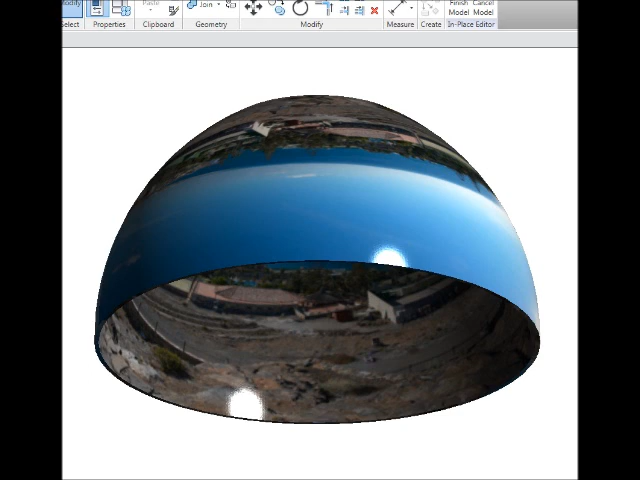 Modify
Paste
Join
Finish Cancel
Model Model
Select Properties Clipboard Geometry Modify Measure Create In-Place Editor